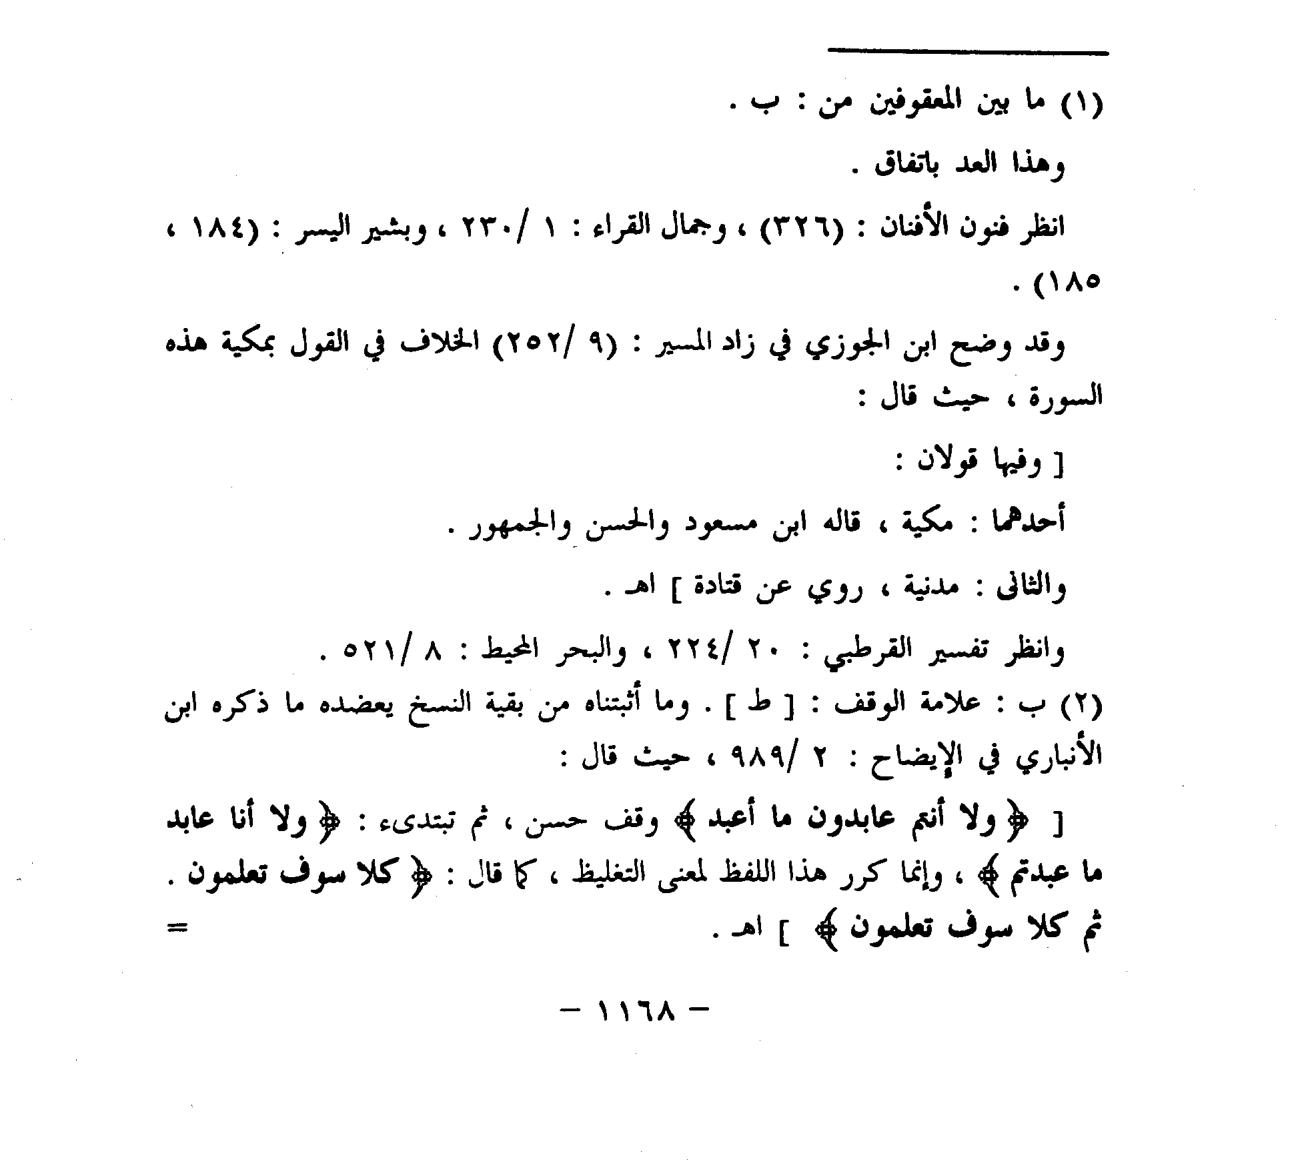 (١) ما بين المعقوفين من : ب .
وهذا العد باتفاق .
انظر فنون الأفنان : (٣٢٦) ، وجمال القراء : ١ /٢٣٠ ، وبشير اليسر : (١٨٤ ،
١٨٥) .
وقد وضح ابن الجوزي في زاد المسير : (٩ /٢٥٢) الخلاف في القول بمكية هذه
السورة ، حيث قال :
[ وفيها قولان :
أحدهما : مكية ، قاله ابن مسعود والحسن والجمهور .
والثانى : مدنية ، روي عن قتادة ] اهـ .
وانظر تفسير القرطبي : ٢٠ /٢٢٤ ، والبحر المحيط : ٨ /٥٢١ .
(٢) ب : علامة الوقف : [ ط ] . وما أثبتناه من بقية النسخ يعضده ما ذكره ابن
الأنباري في الإيضاح : ٢ /٩٨٩ ، حيث قال :
[ ﴿ ولا أنتم عابدون ما أعبد ﴾ وقف حسن ، ثم تبتدىء : ﴿ ولا أنا عابد
ما عبدتم ﴾ ، وإنما كرر هذا اللفظ لمعنى التغليظ ، كما قال : ﴿ كلا سوف تعلمون .
ثم كلا سوف تعلمون ﴾ ] اهـ . =
– ١١٦٨ –